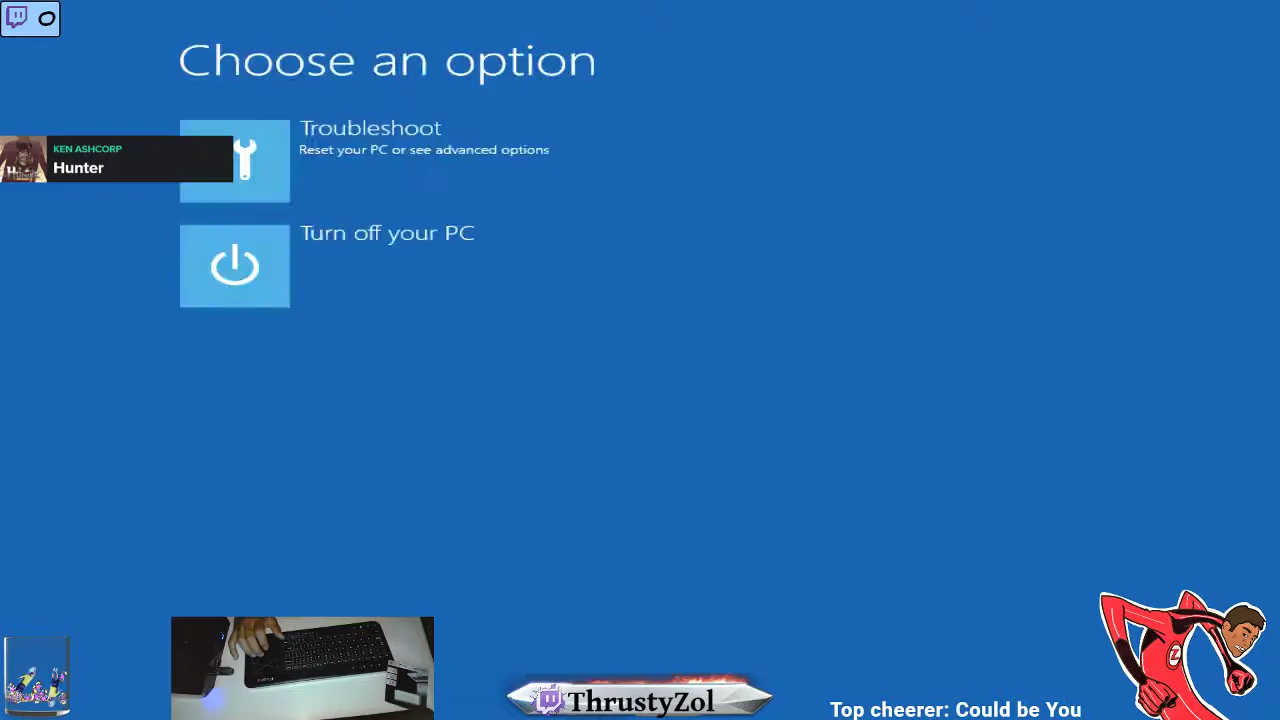 0
Choose an option
Troubleshoot
Reset your PC or see advanced options
KEN ASHCORP
Hunter
Turn off your PC
Z
ThrustyZol
Top cheerer: Could be You